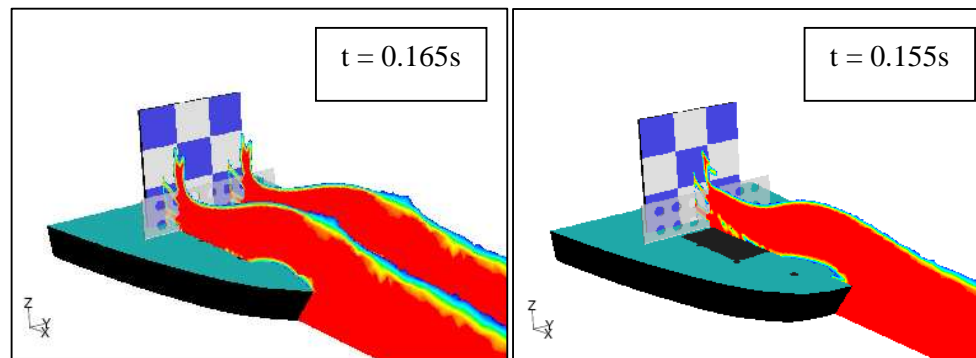 t = 0.165s
t = 0.155s
Z
Y
X
Z
Y
X